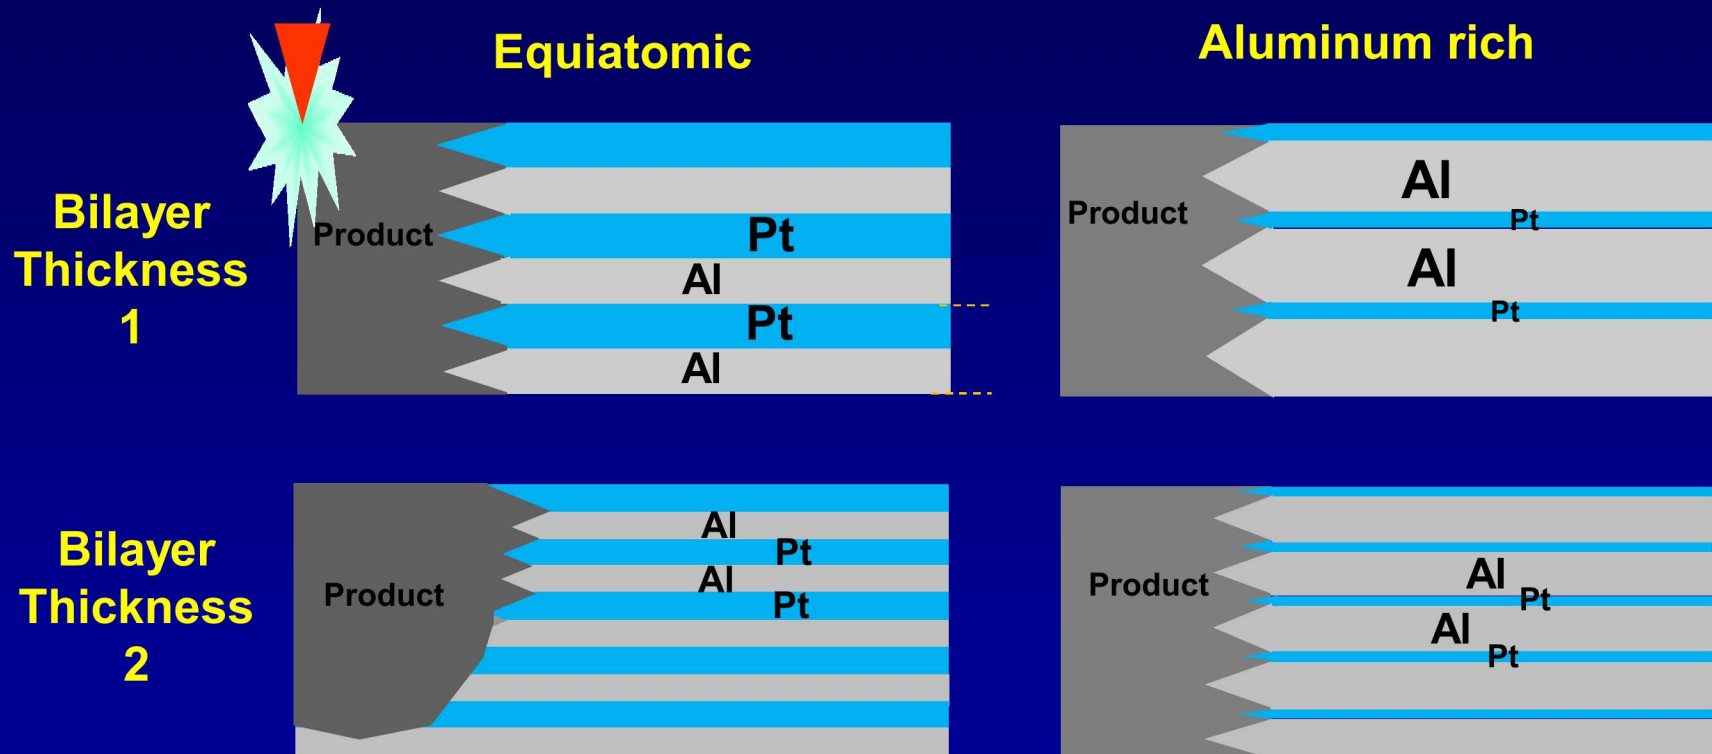 Equiatomic
Aluminum rich
Bilayer
Thickness
1
Product
Pt
Al
Pt
Al
Product
Al
Pt
Al
Pt
Bilayer
Thickness
2
Product
Al
Pt
Al
Pt
Product
Al
Pt
Al
Pt